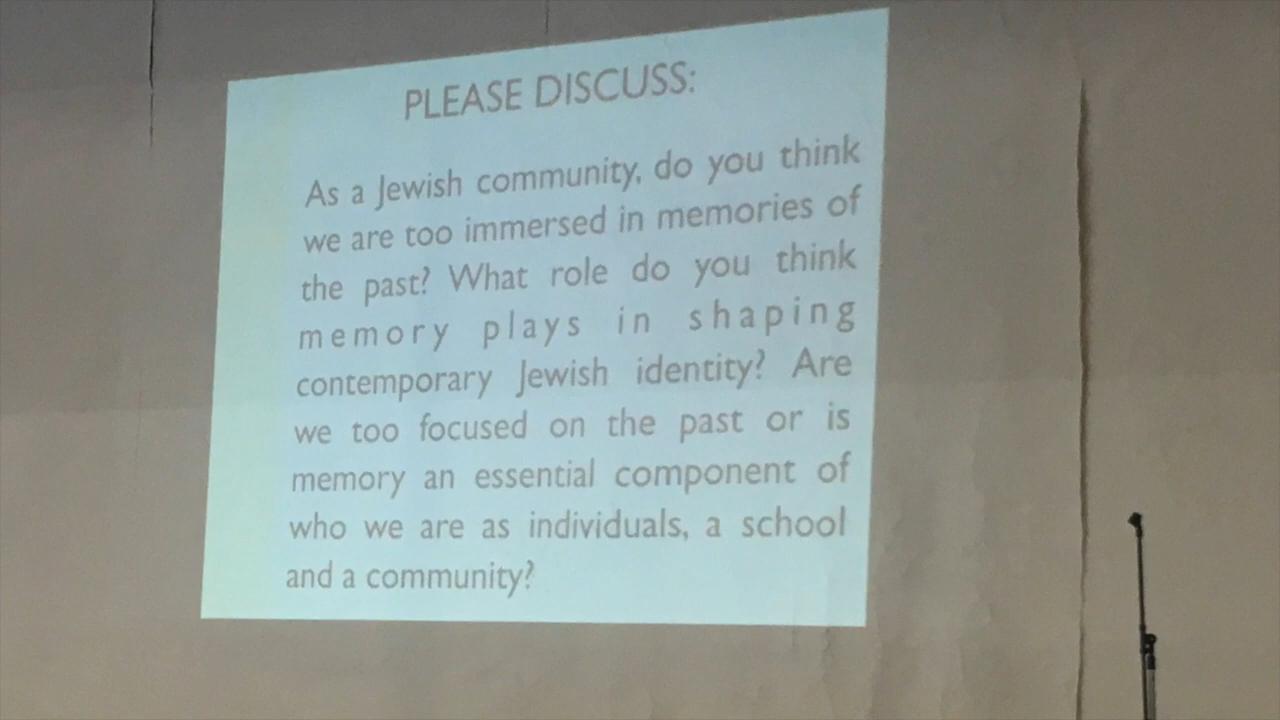 PLEASE DISCUSS:
As a Jewish community, do you think
we are too immersed in memories of
the past? What role do you think
memory plays in shaping
contemporary Jewish identity? Are
we too focused on the past or is
memory an essential component of
who we are as individuals, a school
and a community?